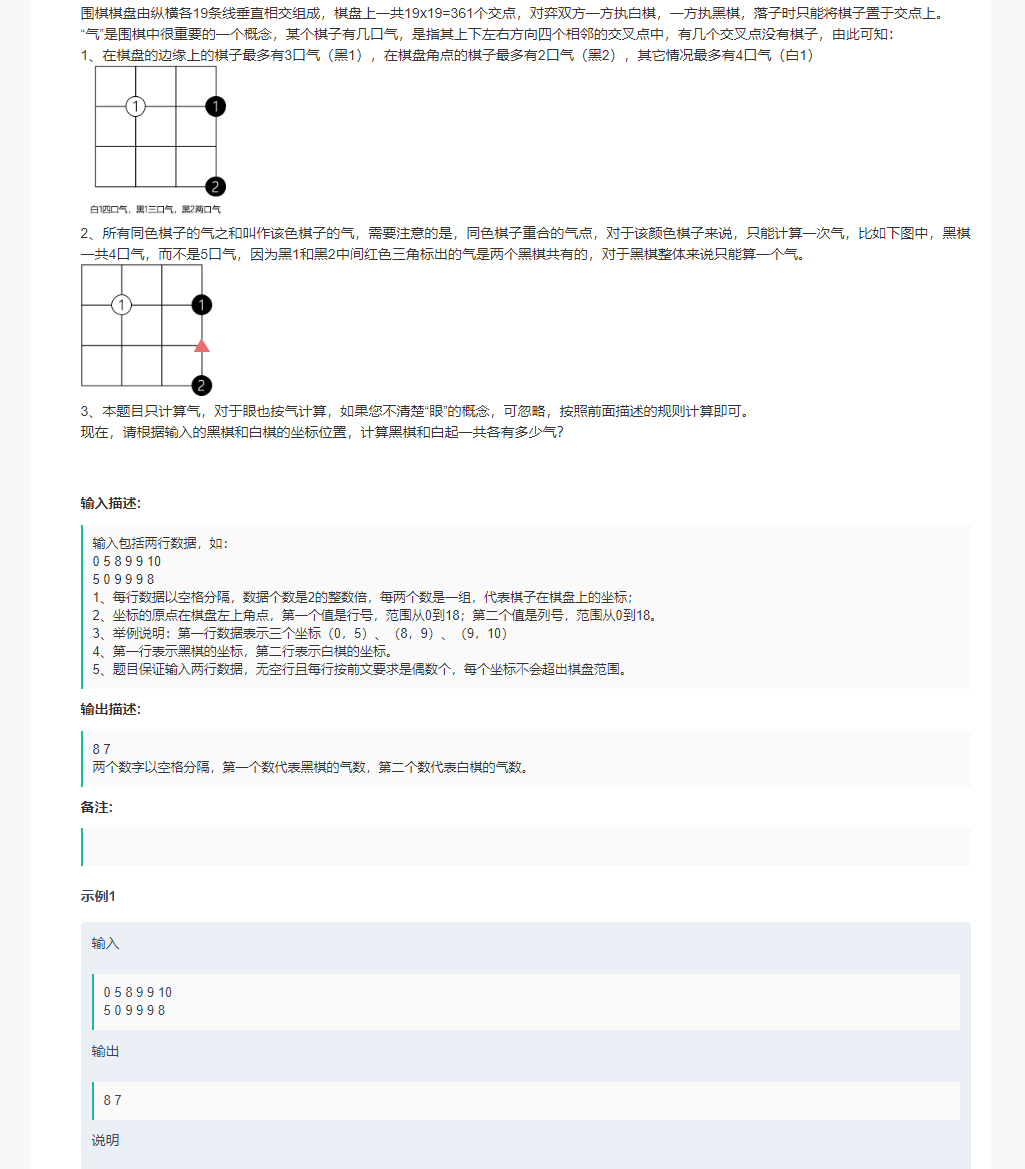 围棋棋盘由纵横各19条线垂直相交组成，棋盘上一共19x19=361个交点，对弈双方一方执白棋，一方执黑棋，落子时只能将棋子置于交点上。
“气”是围棋中很重要的一个概念，某个棋子有几口气，是指其上下左右方向四个相邻的交叉点中，有几个交叉点没有棋子，由此可知：
1、在棋盘的边缘上的棋子最多有3口气（黑1），在棋盘角点的棋子最多有2口气（黑2），其它情况最多有4口气（白1）
1
1
2
白1四口气，黑1三口气，黑2两口气
2、所有同色棋子的气之和叫作该色棋子的气，需要注意的是，同色棋子重合的气点，对于该颜色棋子来说，只能计算一次气，比如下图中，黑棋
一共4口气，而不是5口气，因为黑1和黑2中间红色三角标出的气是两个黑棋共有的，对于黑棋整体来说只能算一个气。
1
1
2
3、本题目只计算气，对于眼也按气计算，如果您不清楚“眼”的概念，可忽略，按照前面描述的规则计算即可。
现在，请根据输入的黑棋和白棋的坐标位置，计算黑棋和白起一共各有多少气？
输入描述:
输入包括两行数据，如：
0 5 8 9 9 10
5 0 9 9 9 8
1、每行数据以空格分隔，数据个数是2的整数倍，每两个数是一组，代表棋子在棋盘上的坐标；
2、坐标的原点在棋盘左上角点，第一个值是行号，范围从0到18；第二个值是列号，范围从0到18。
3、举例说明：第一行数据表示三个坐标（0，5）、（8，9）、（9，10）
4、第一行表示黑棋的坐标，第二行表示白棋的坐标。
5、题目保证输入两行数据，无空行且每行按前文要求是偶数个，每个坐标不会超出棋盘范围。
输出描述:
8 7
两个数字以空格分隔，第一个数代表黑棋的气数，第二个数代表白棋的气数。
备注:
示例1
输入
0 5 8 9 9 10
5 0 9 9 9 8
输出
8 7
说明